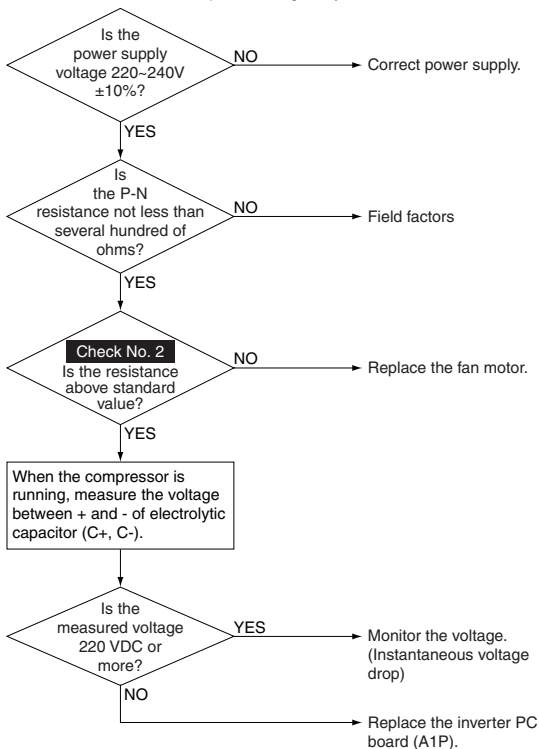 Is the
power supply
voltage 220~240V
±10%?
NO
Correct power supply.
YES
Is
the P-N
resistance not less than
several hundred of
ohms?
NO
Field factors
YES
Check No. 2
Is the resistance
above standard
value?
NO
Replace the fan motor.
YES
When the compressor is
running, measure the voltage
between + and - of electrolytic
capacitor (C+, C-).
Is the
measured voltage
220 VDC or
more?
YES
Monitor the voltage.
(Instantaneous voltage
drop)
NO
Replace the inverter PC
board (A1P).